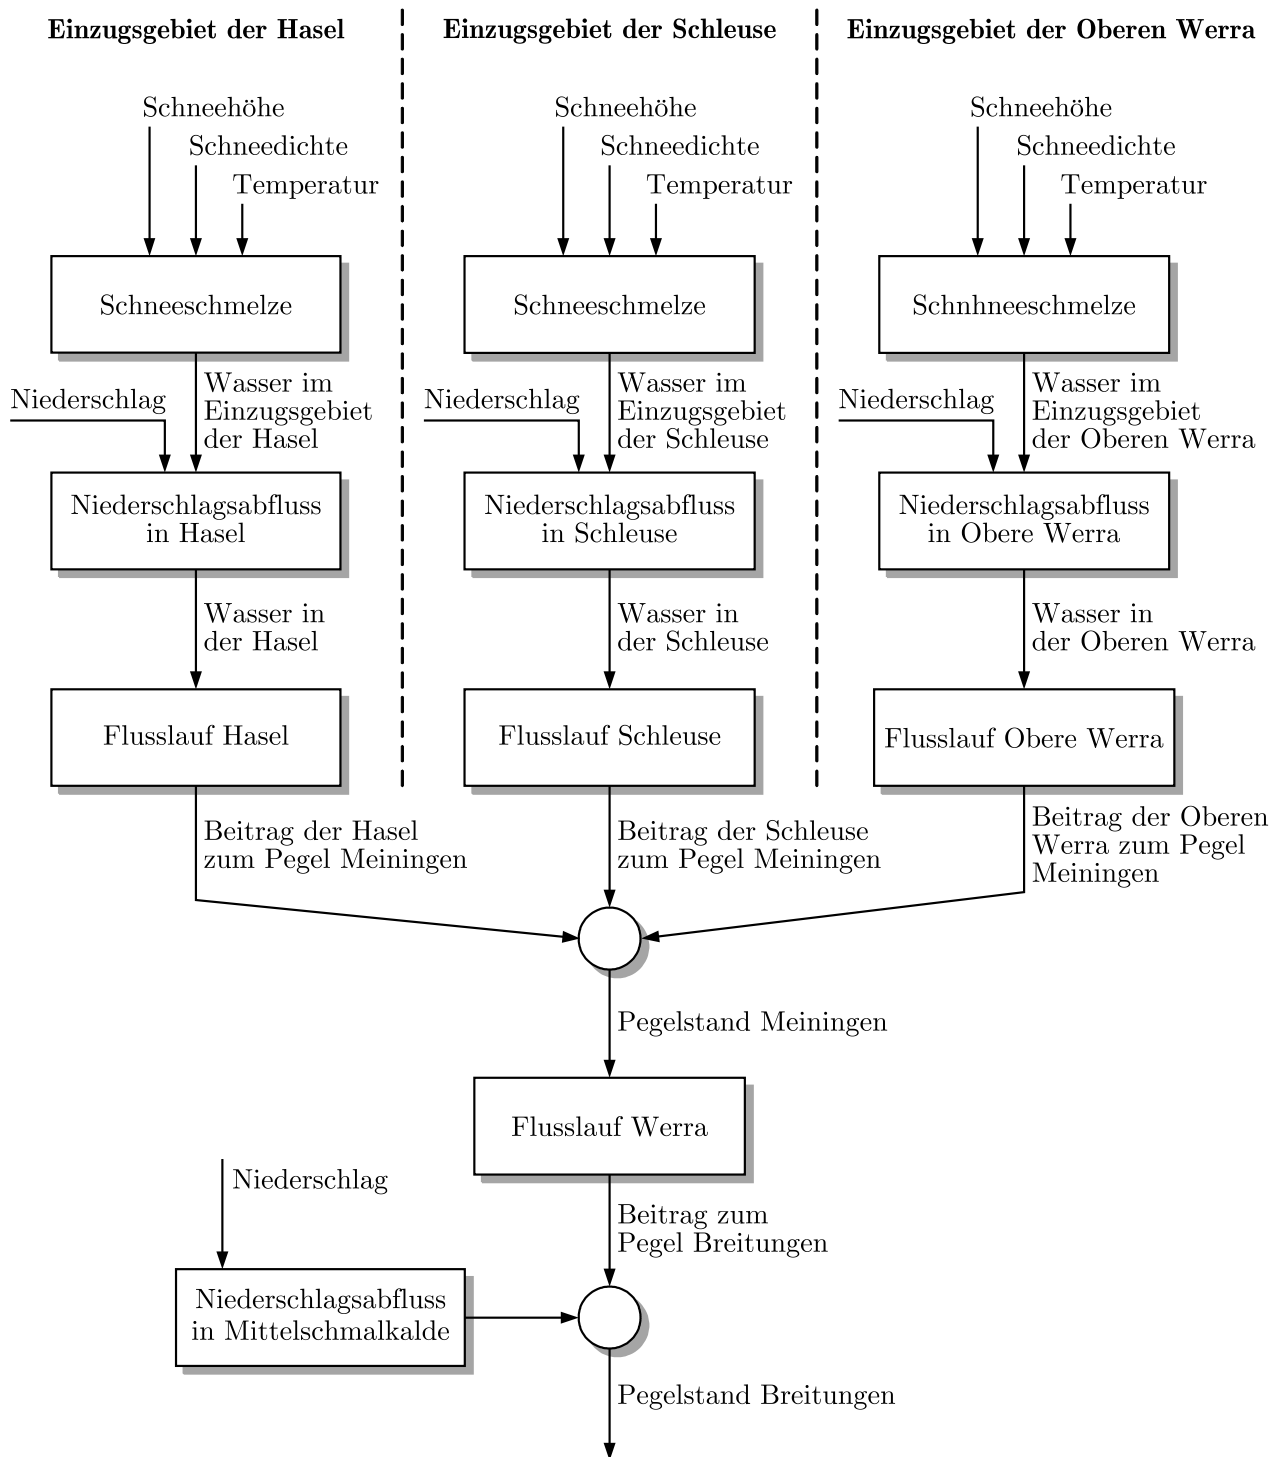 Einzugsgebiet der Hasel
Einzugsgebiet der Schleuse
Einzugsgebiet der Oberen Werra
Schneehöhe
Schneedichte
Temperatur
Schneehöhe
Schneedichte
Temperatur
Schneehöhe
Schneedichte
Temperatur
Schneeschmelze
Schneeschmelze
Schnhneeschmelze
Niederschlag
Wasser im
Einzugsgebiet
der Hasel
Niederschlag
Wasser im
Einzugsgebiet
der Schleuse
Niederschlag
Wasser im
Einzugsgebiet
der Oberen Werra
Niederschlagsabfluss
in Hasel
Niederschlagsabfluss
in Schleuse
Niederschlagsabfluss
in Obere Werra
Wasser in
der Hasel
Wasser in
der Schleuse
Wasser in
der Oberen Werra
Flusslauf Hasel
Flusslauf Schleuse
Flusslauf Obere Werra
Beitrag der Hasel
zum Pegel Meiningen
Beitrag der Schleuse
zum Pegel Meiningen
Beitrag der Oberen
Werra zum Pegel
Meiningen
Pegelstand Meiningen
Flusslauf Werra
Niederschlag
Beitrag zum
Pegel Breitungen
Niederschlagsabfluss
in Mittelschmalkalde
Pegelstand Breitungen